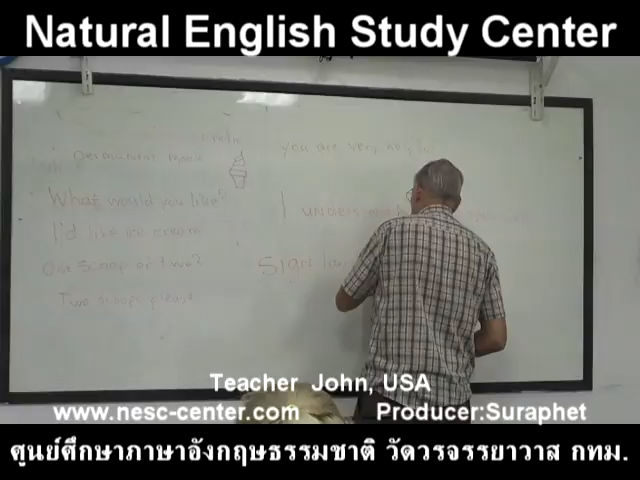 Natural English Study Center
permanent
you are very
What would you like?
I understand
I'd like ice cream
Sign
One scoop or two?
Two scoops please
Teacher John, USA
www.nesc-center.com Producer:Suraphet
ศูนย์ศึกษาภาษาอังกฤษธรรมชาติ วัดวรจรรยาวาส กทม.